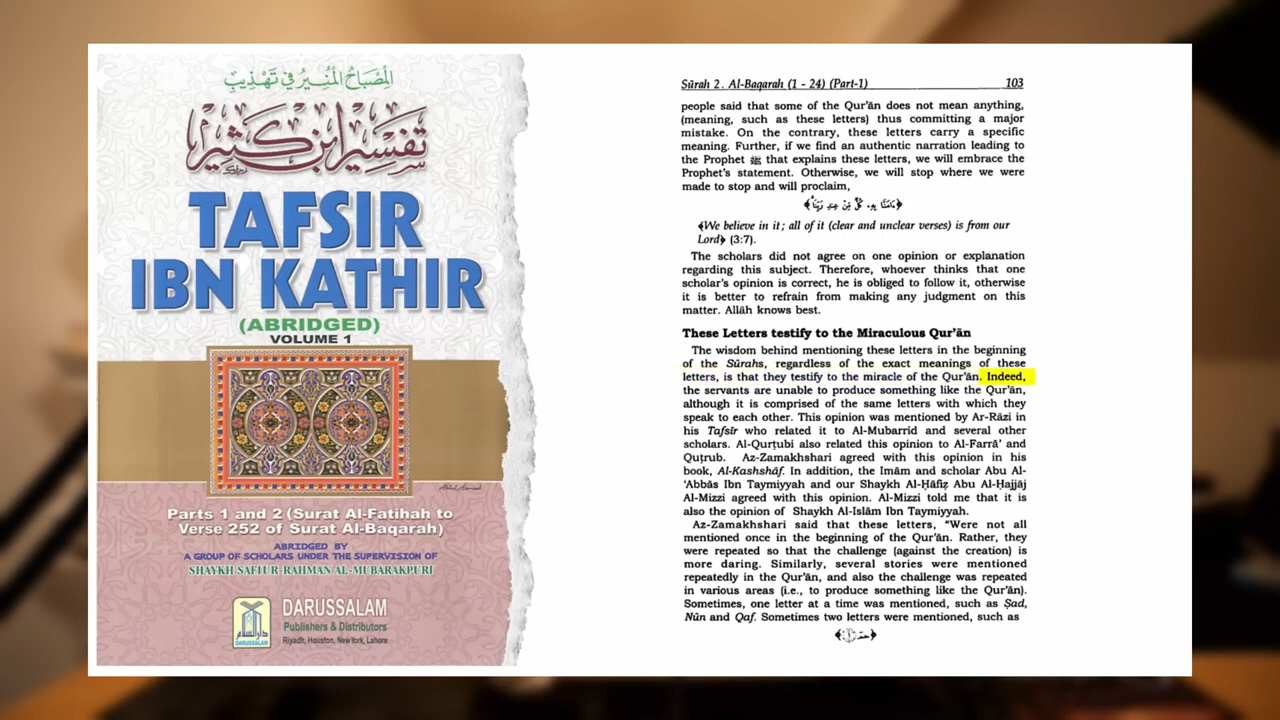 المصباح المنير في تهذيب
تفسير ابن كثير
TAFSIR
IBN KATHIR
(ABRIDGED)
VOLUME 1
Parts 1 and 2 (Surat Al-Fatihah to
Verse 252 of Surat Al-Baqarah)
ABRIDGED BY
A GROUP OF SCHOLARS UNDER THE SUPERVISION OF
SHAYKH SAFIUR-RAHMAN AL-MUBARAKPURI
DARUSSALAM
DARUSSALAM
Publishers & Distributors
Riyadh, Houston, New York, Lahore
Sūrah 2. Al-Baqarah (1 - 24) (Part-1) 103
people said that some of the Qur'ān does not mean anything,
(meaning, such as these letters) thus committing a major
mistake. On the contrary, these letters carry a specific
meaning. Further, if we find an authentic narration leading to
the Prophet ﷺ that explains these letters, we will embrace the
Prophet's statement. Otherwise, we will stop where we were
made to stop and will proclaim,
﴿ءَامَنَّا بِهِۦ كُلٌّ مِّنْ عِندِ رَبِّنَا﴾
﴾We believe in it; all of it (clear and unclear verses) is from our
Lord﴿ (3:7).
The scholars did not agree on one opinion or explanation
regarding this subject. Therefore, whoever thinks that one
scholar's opinion is correct, he is obliged to follow it, otherwise
it is better to refrain from making any judgment on this
matter. Allāh knows best.
These Letters testify to the Miraculous Qur'ān
The wisdom behind mentioning these letters in the beginning
of the Sūrahs, regardless of the exact meanings of these
letters, is that they testify to the miracle of the Qur'ān. Indeed,
the servants are unable to produce something like the Qur'ān,
although it is comprised of the same letters with which they
speak to each other. This opinion was mentioned by Ar-Rāzi in
his Tafsīr who related it to Al-Mubarrid and several other
scholars. Al-Qurṭubi also related this opinion to Al-Farrā' and
Quṭrub. Az-Zamakhshari agreed with this opinion in his
book, Al-Kashshāf. In addition, the Imām and scholar Abu Al-
'Abbās Ibn Taymiyyah and our Shaykh Al-Ḥāfiẓ Abu Al-Ḥajjāj
Al-Mizzi agreed with this opinion. Al-Mizzi told me that it is
also the opinion of Shaykh Al-Islām Ibn Taymiyyah.
Az-Zamakhshari said that these letters, "Were not all
mentioned once in the beginning of the Qur'ān. Rather, they
were repeated so that the challenge (against the creation) is
more daring. Similarly, several stories were mentioned
repeatedly in the Qur'ān, and also the challenge was repeated
in various areas (i.e., to produce something like the Qur'ān).
Sometimes, one letter at a time was mentioned, such as Ṣad,
Nūn and Qaf. Sometimes two letters were mentioned, such as
﴿حمٓ﴾